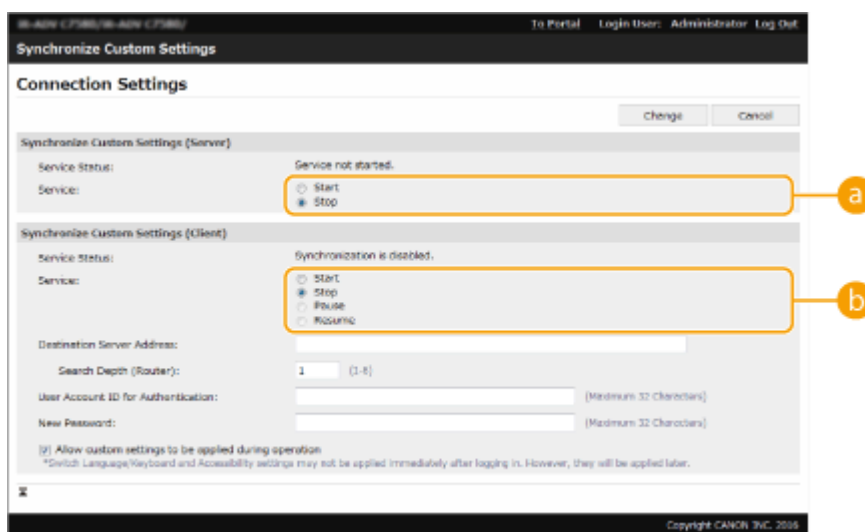 To Portal Login User: Administrator Log Out
Synchronize Custom Settings
Connection Settings
Change Cancel
Synchronize Custom Settings (Server)
Service Status: Service not started.
Service: Start
Stop
a
Synchronize Custom Settings (Client)
Service Status: Synchronization is disabled.
Service: Start
Stop
Pause
Resume
b
Destination Server Address:
Search Depth (Router): 1 (1-6)
User Account ID for Authentication: (Maximum 32 Characters)
New Password: (Maximum 32 Characters)
Allow custom settings to be applied during operation
*Switch Language/Keyboard and Accessibility settings may not be applied immediately after logging in. However, they will be applied later.
Copyright CANON INC. 2016